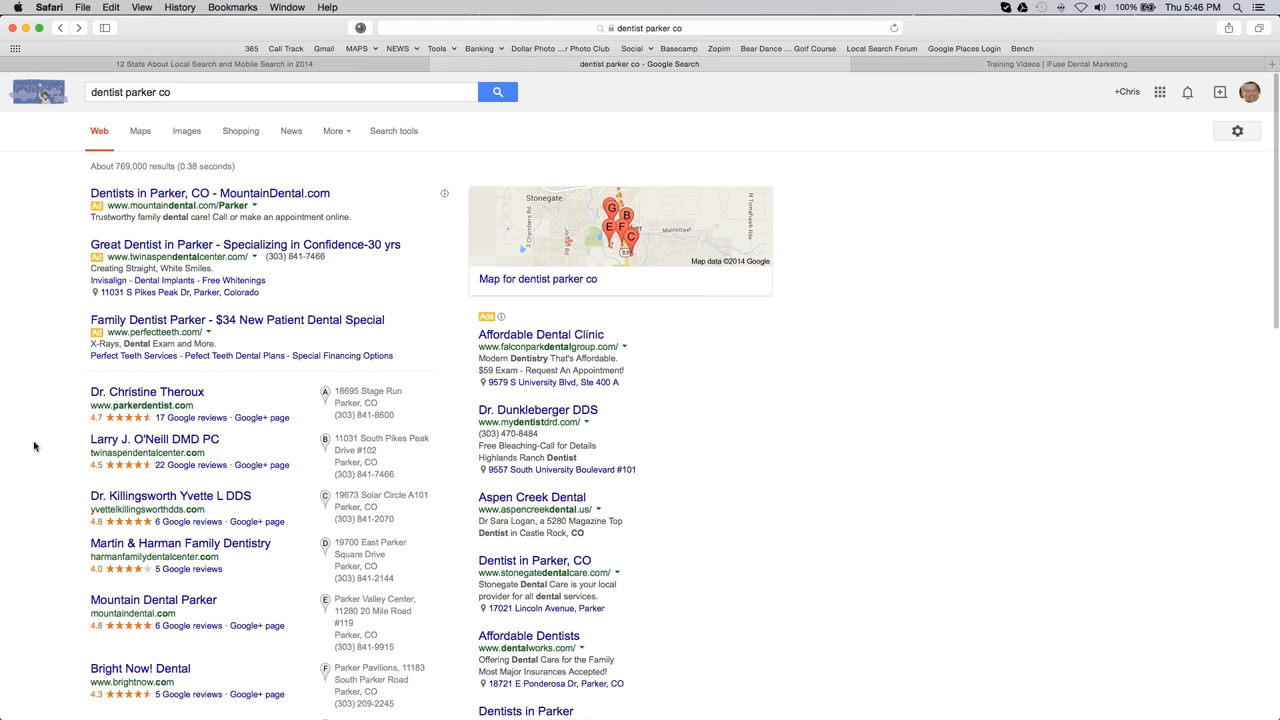 Safari File Edit View History Bookmarks Window Help
100% Thu 5:46 PM
dentist parker co
365 Call Track Gmail MAPS NEWS Tools Banking Dollar Photo ...r Photo Club Social Basecamp Zopim Bear Dance ... Golf Course Local Search Forum Google Places Login Bench
12 Stats About Local Search and Mobile Search in 2014
dentist parker co - Google Search
Training Videos | iFuse Dental Marketing
dentist parker co
+Chris
Web Maps Images Shopping News More Search tools
About 769,000 results (0.38 seconds)
Dentists in Parker, CO - MountainDental.com
Ad www.mountaindental.com/Parker
Trustworthy family dental care! Call or make an appointment online.
Great Dentist in Parker - Specializing in Confidence-30 yrs
Ad www.twinaspendentalcenter.com/ (303) 841-7466
Creating Straight, White Smiles.
Invisalign - Dental Implants - Free Whitenings
11031 S Pikes Peak Dr, Parker, Colorado
Family Dentist Parker - $34 New Patient Dental Special
Ad www.perfectteeth.com/
X-Rays, Dental Exam and More.
Perfect Teeth Services - Pefect Teeth Dental Plans - Special Financing Options
Dr. Christine Theroux
www.parkerdentist.com
4.7 17 Google reviews · Google+ page
A 18695 Stage Run
Parker, CO
(303) 841-8600
Larry J. O'Neill DMD PC
twinaspendentalcenter.com
4.5 22 Google reviews · Google+ page
B 11031 South Pikes Peak
Drive #102
Parker, CO
(303) 841-7466
Dr. Killingsworth Yvette L DDS
yvettelkillingsworthdds.com
4.8 6 Google reviews · Google+ page
C 19673 Solar Circle A101
Parker, CO
(303) 841-2070
Martin & Harman Family Dentistry
harmanfamilydentalcenter.com
4.0 5 Google reviews
D 19700 East Parker
Square Drive
Parker, CO
(303) 841-2144
Mountain Dental Parker
mountaindental.com
4.8 6 Google reviews · Google+ page
E Parker Valley Center,
11280 20 Mile Road
#119
Parker, CO
(303) 841-9915
Bright Now! Dental
www.brightnow.com
4.3 5 Google reviews · Google+ page
F Parker Pavilions, 11183
South Parker Road
Parker, CO
(303) 209-2245
Stonegate
S Chambers Rd
Mainstreet
N Tomahawk Rd
G B E F C
83
Map data ©2014 Google
Map for dentist parker co
Ads
Affordable Dental Clinic
www.falconparkdentalgroup.com/
Modern Dentistry That's Affordable.
$59 Exam - Request An Appointment!
9579 S University Blvd, Ste 400 A
Dr. Dunkleberger DDS
www.mydentistdrd.com/
(303) 470-8484
Free Bleaching-Call for Details
Highlands Ranch Dentist
9557 South University Boulevard #101
Aspen Creek Dental
www.aspencreekdental.us/
Dr Sara Logan, a 5280 Magazine Top
Dentist in Castle Rock, CO
Dentist in Parker, CO
www.stonegatedentalcare.com/
Stonegate Dental Care is your local
provider for all dental services.
17021 Lincoln Avenue, Parker
Affordable Dentists
www.dentalworks.com/
Offering Dental Care for the Family
Most Major Insurances Accepted!
18721 E Ponderosa Dr, Parker, CO
Dentists in Parker